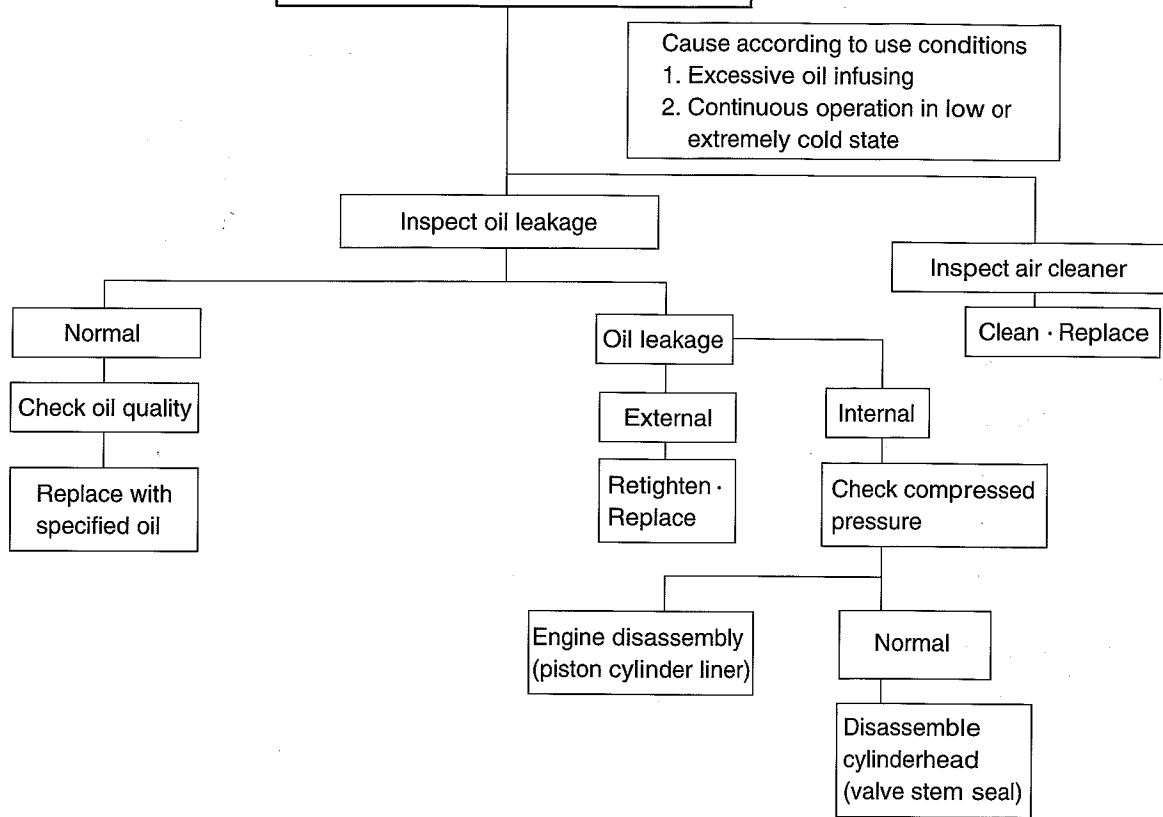 Cause according to use conditions
1. Excessive oil infusing
2. Continuous operation in low or
extremely cold state
Inspect oil leakage
Inspect air cleaner
Clean · Replace
Normal
Oil leakage
Check oil quality
External
Internal
Replace with
specified oil
Retighten ·
Replace
Check compressed
pressure
Engine disassembly
(piston cylinder liner)
Normal
Disassemble
cylinderhead
(valve stem seal)